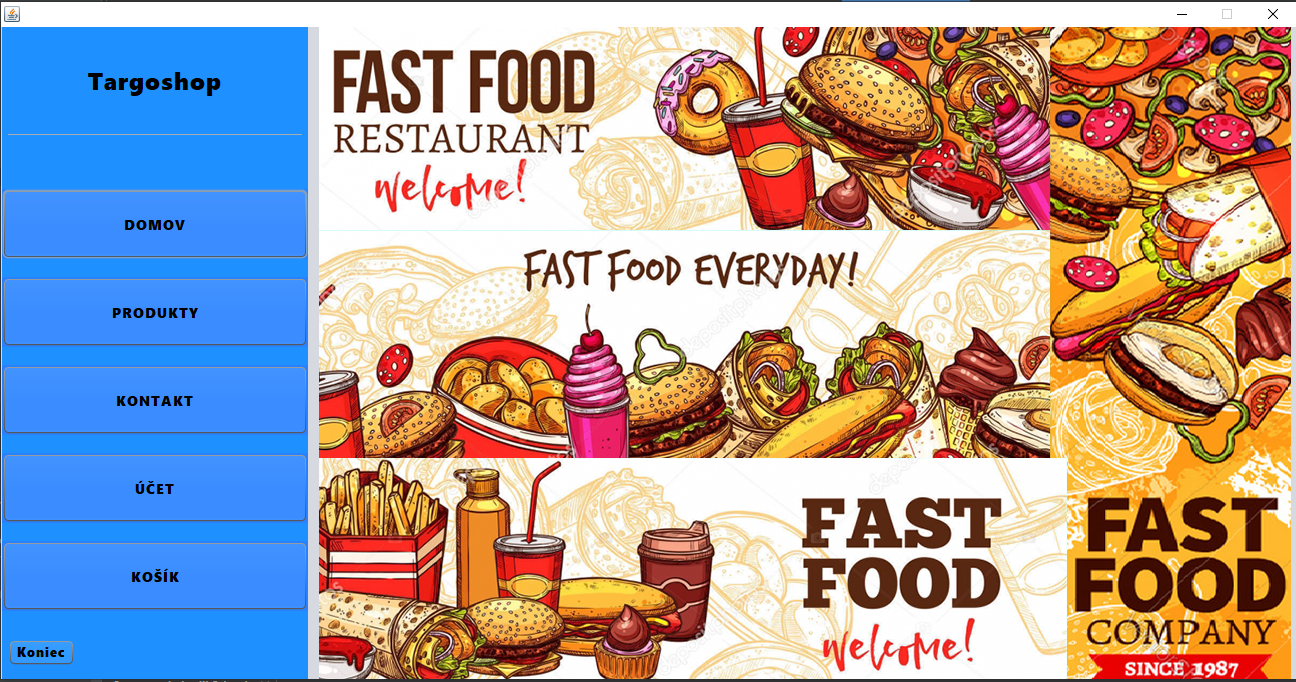 Targoshop
DOMOV
PRODUKTY
KONTAKT
ÚČET
KOŠÍK
Koniec
FAST FOOD
RESTAURANT
welcome!
FAST FOOD EVERYDAY!
FAST
FOOD
welcome!
FAST
FOOD
COMPANY
SINCE 1987